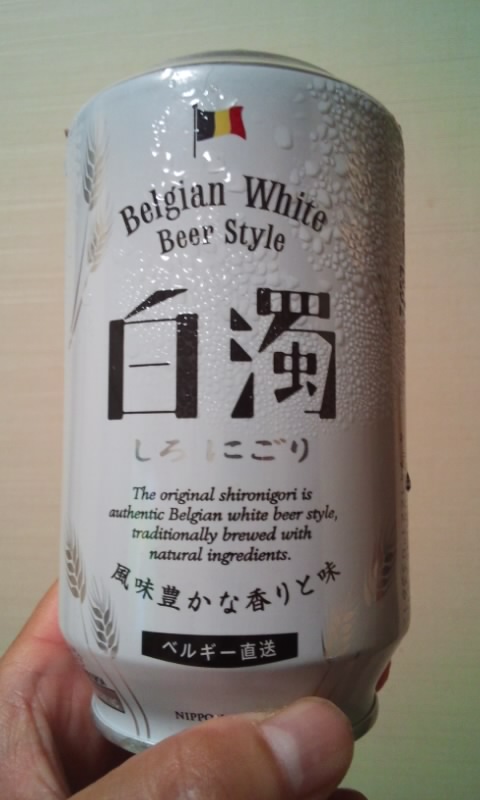 Belgian White
Beer Style
白濁
しろにごり
The original shironigori is
authentic Belgian white beer style,
traditionally brewed with
natural ingredients.
風味豊かな香りと味
ベルギー直送